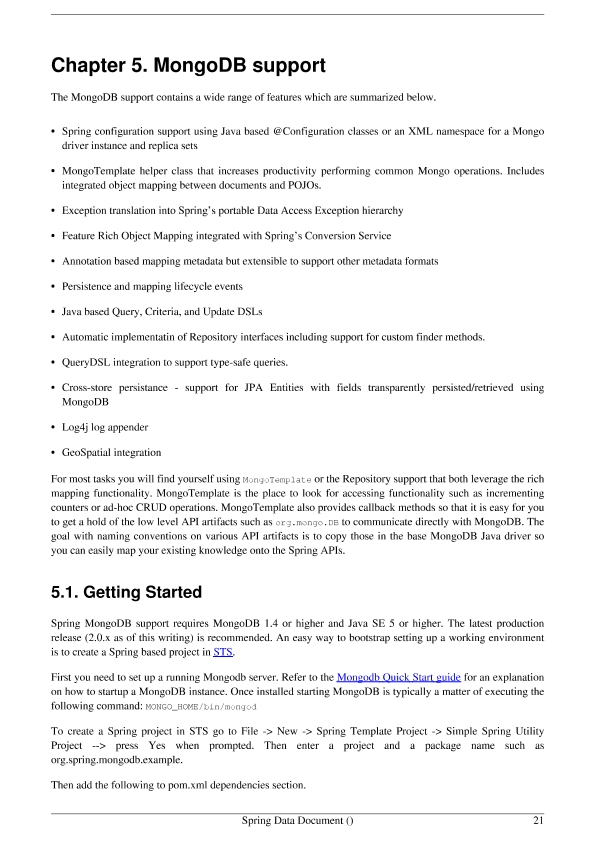 Chapter 5. MongoDB support
The MongoDB support contains a wide range of features which are summarized below.
• Spring configuration support using Java based @Configuration classes or an XML namespace for a Mongo
driver instance and replica sets
• MongoTemplate helper class that increases productivity performing common Mongo operations. Includes
integrated object mapping between documents and POJOs.
• Exception translation into Spring's portable Data Access Exception hierarchy
• Feature Rich Object Mapping integrated with Spring's Conversion Service
• Annotation based mapping metadata but extensible to support other metadata formats
• Persistence and mapping lifecycle events
• Java based Query, Criteria, and Update DSLs
• Automatic implementatin of Repository interfaces including support for custom finder methods.
• QueryDSL integration to support type-safe queries.
• Cross-store persistance - support for JPA Entities with fields transparently persisted/retrieved using
MongoDB
• Log4j log appender
• GeoSpatial integration
For most tasks you will find yourself using MongoTemplate or the Repository support that both leverage the rich
mapping functionality. MongoTemplate is the place to look for accessing functionality such as incrementing
counters or ad-hoc CRUD operations. MongoTemplate also provides callback methods so that it is easy for you
to get a hold of the low level API artifacts such as org.mongo.DB to communicate directly with MongoDB. The
goal with naming conventions on various API artifacts is to copy those in the base MongoDB Java driver so
you can easily map your existing knowledge onto the Spring APIs.
5.1. Getting Started
Spring MongoDB support requires MongoDB 1.4 or higher and Java SE 5 or higher. The latest production
release (2.0.x as of this writing) is recommended. An easy way to bootstrap setting up a working environment
is to create a Spring based project in STS.
First you need to set up a running Mongodb server. Refer to the Mongodb Quick Start guide for an explanation
on how to startup a MongoDB instance. Once installed starting MongoDB is typically a matter of executing the
following command: MONGO_HOME/bin/mongod
To create a Spring project in STS go to File -> New -> Spring Template Project -> Simple Spring Utility
Project --> press Yes when prompted. Then enter a project and a package name such as
org.spring.mongodb.example.
Then add the following to pom.xml dependencies section.
Spring Data Document () 21